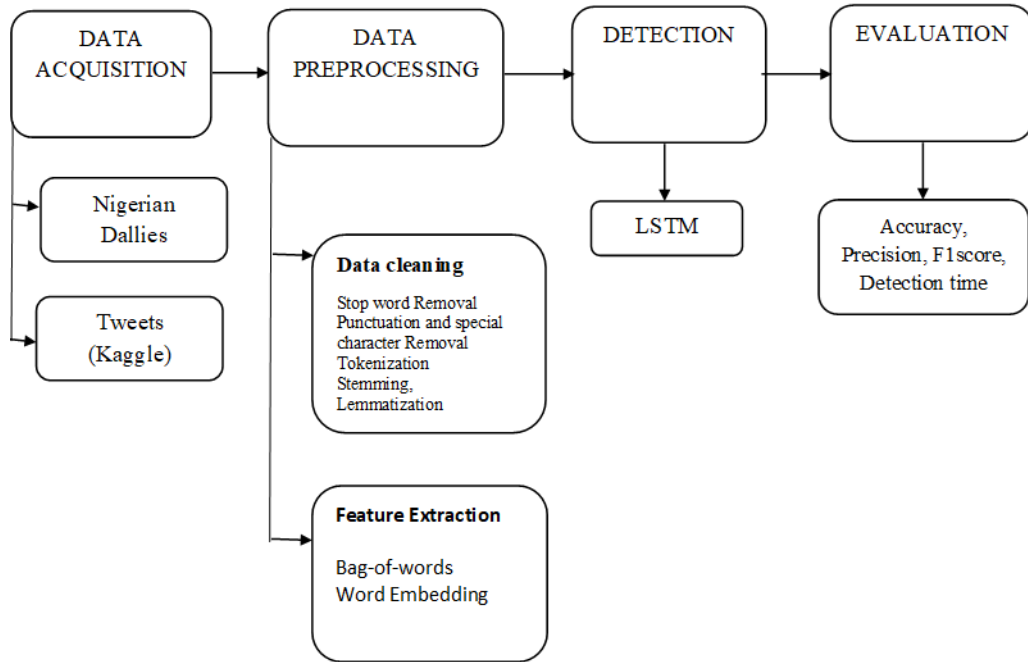 DATA
ACQUISITION
Nigerian
Dallies
Tweets
(Kaggle)
DATA
PREPROCESSING
Data cleaning
Stop word Removal
Punctuation and special
character Removal
Tokenization
Stemming,
Lemmatization
Feature Extraction
Bag-of-words
Word Embedding
DETECTION
LSTM
EVALUATION
Accuracy,
Precision, F1score,
Detection time